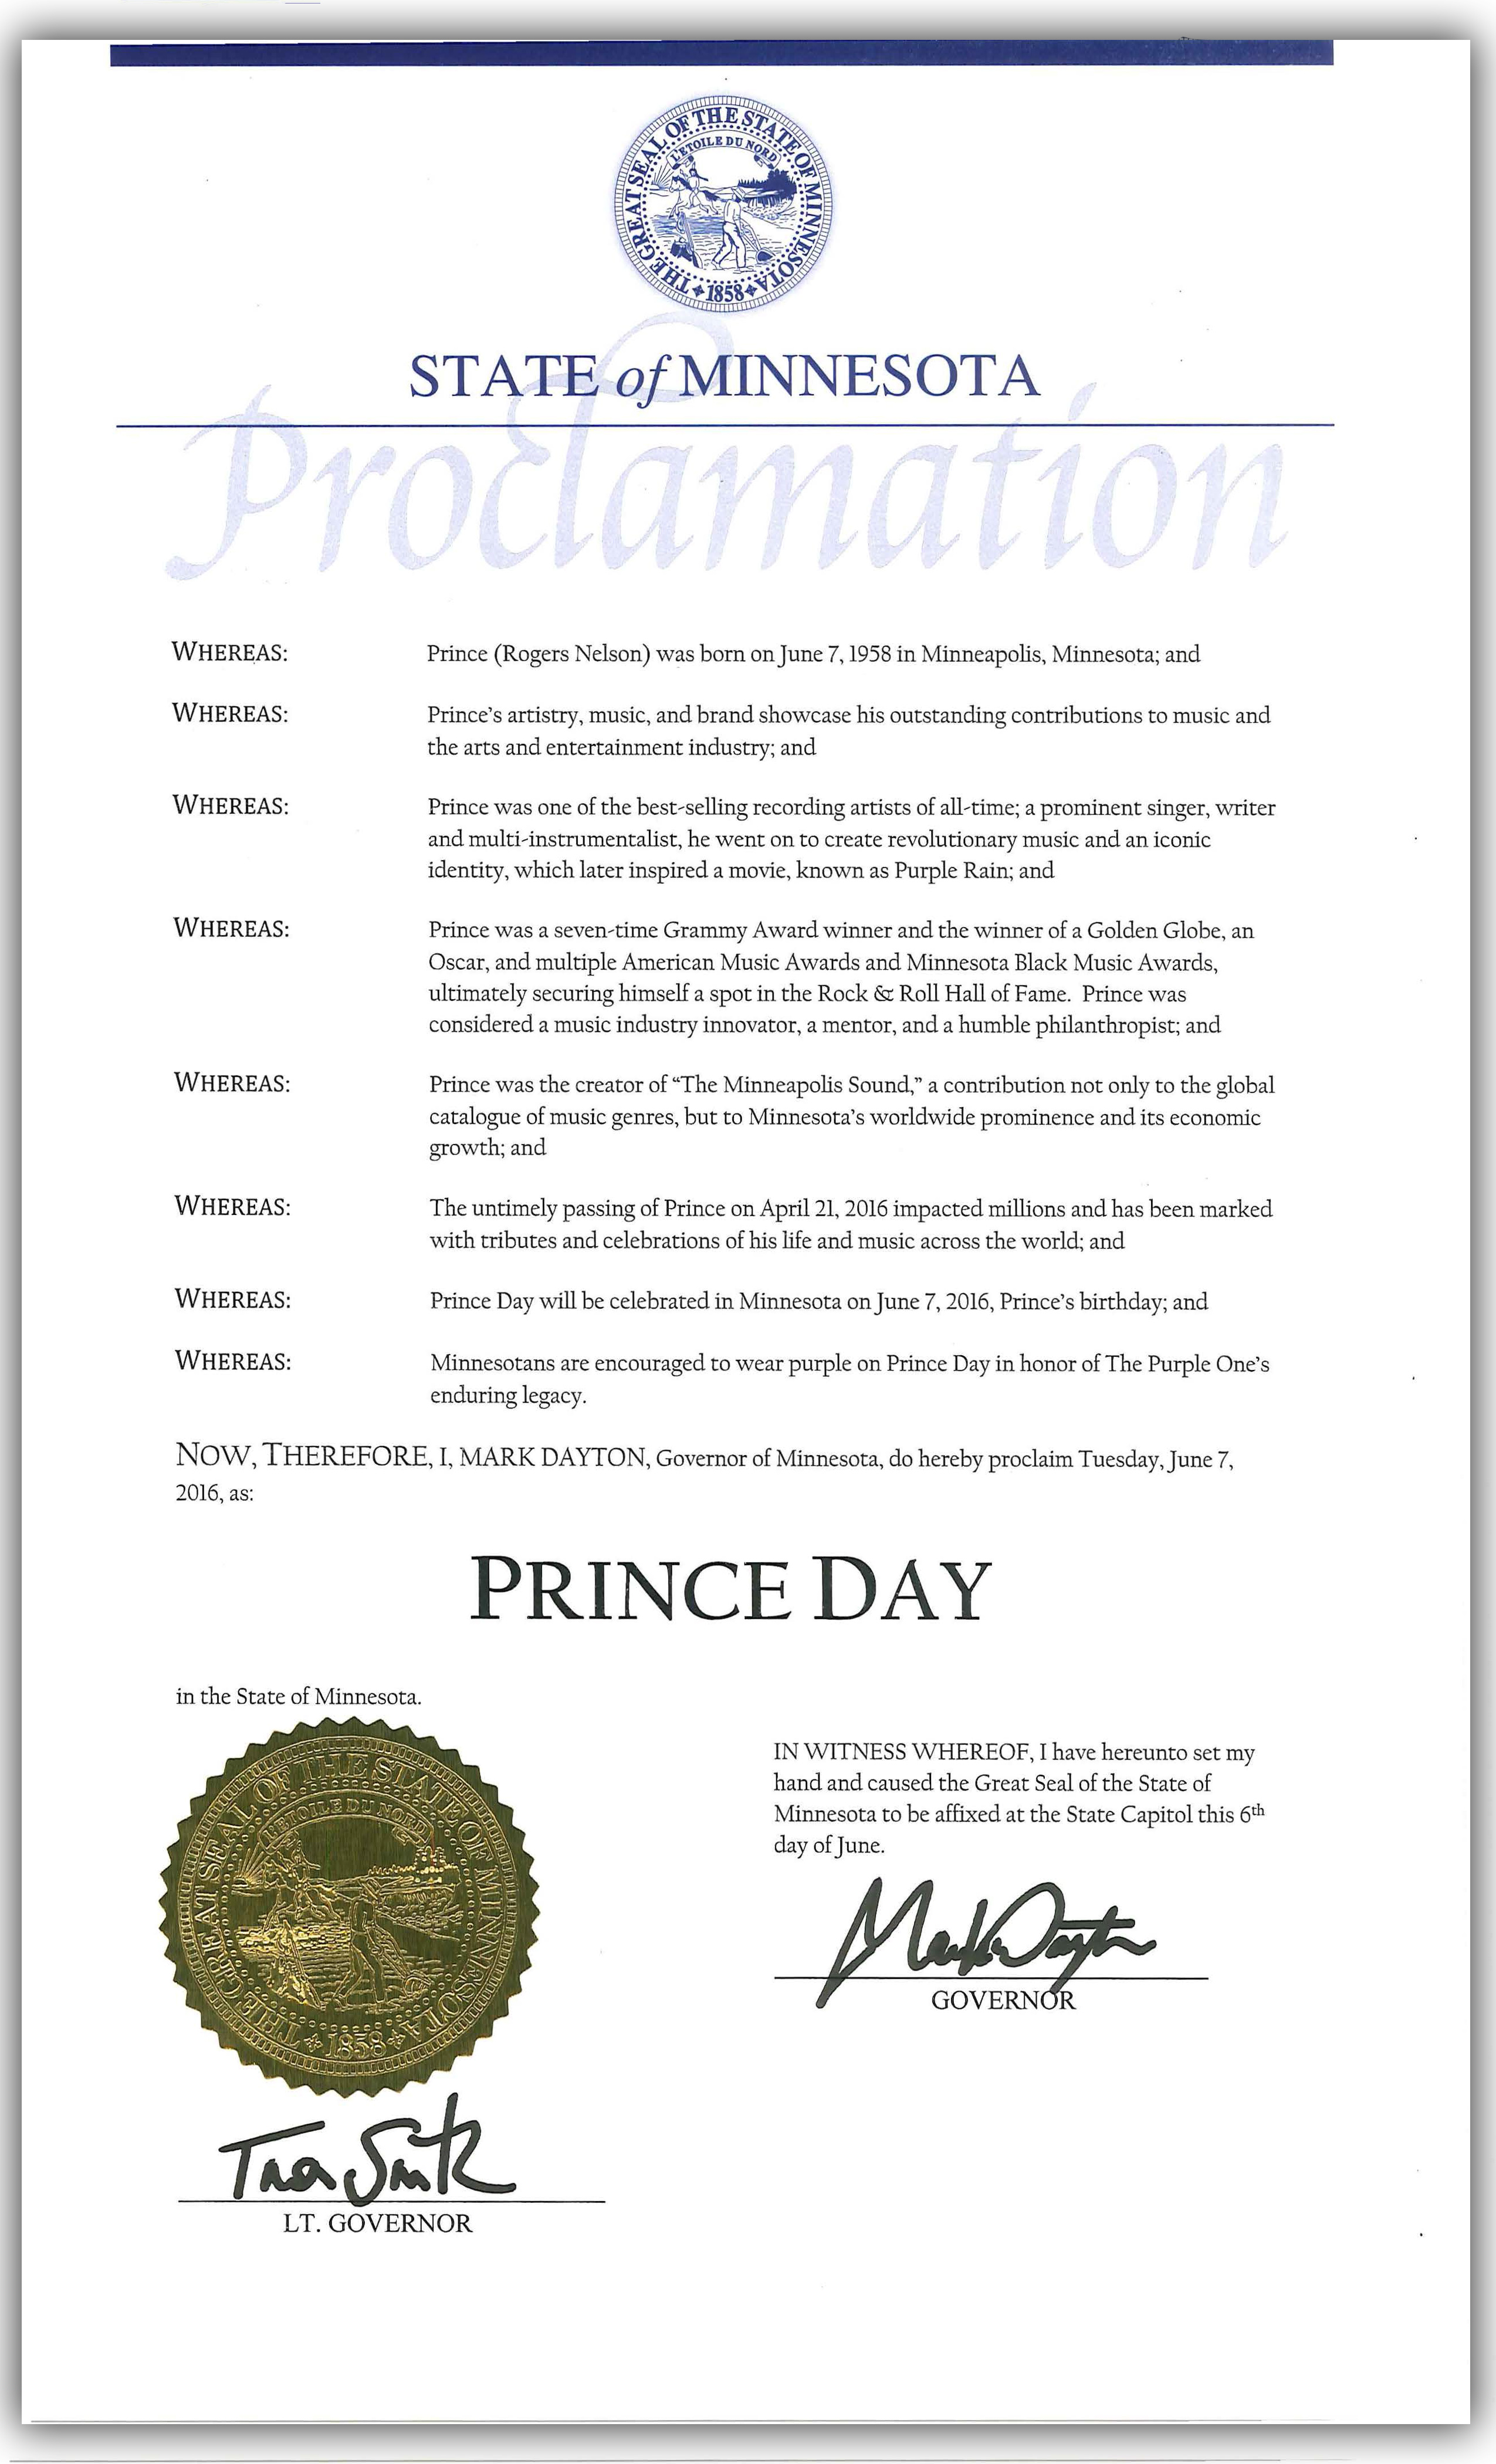 THE GREAT SEAL OF THE STATE OF MINNESOTA
L'ETOILE DU NORD
1858
STATE of MINNESOTA
Proclamation
WHEREAS: Prince (Rogers Nelson) was born on June 7, 1958 in Minneapolis, Minnesota; and
WHEREAS: Prince's artistry, music, and brand showcase his outstanding contributions to music and
the arts and entertainment industry; and
WHEREAS: Prince was one of the best-selling recording artists of all-time; a prominent singer, writer
and multi-instrumentalist, he went on to create revolutionary music and an iconic
identity, which later inspired a movie, known as Purple Rain; and
WHEREAS: Prince was a seven-time Grammy Award winner and the winner of a Golden Globe, an
Oscar, and multiple American Music Awards and Minnesota Black Music Awards,
ultimately securing himself a spot in the Rock & Roll Hall of Fame. Prince was
considered a music industry innovator, a mentor, and a humble philanthropist; and
WHEREAS: Prince was the creator of “The Minneapolis Sound,” a contribution not only to the global
catalogue of music genres, but to Minnesota's worldwide prominence and its economic
growth; and
WHEREAS: The untimely passing of Prince on April 21, 2016 impacted millions and has been marked
with tributes and celebrations of his life and music across the world; and
WHEREAS: Prince Day will be celebrated in Minnesota on June 7, 2016, Prince's birthday; and
WHEREAS: Minnesotans are encouraged to wear purple on Prince Day in honor of The Purple One's
enduring legacy.
NOW, THEREFORE, I, MARK DAYTON, Governor of Minnesota, do hereby proclaim Tuesday, June 7,
2016, as:
PRINCE DAY
in the State of Minnesota.
IN WITNESS WHEREOF, I have hereunto set my
hand and caused the Great Seal of the State of
Minnesota to be affixed at the State Capitol this 6th
day of June.
Mark Dayton
GOVERNOR
THE GREAT SEAL OF THE STATE OF MINNESOTA
L'ETOILE DU NORD
1858
Tina Smith
LT. GOVERNOR